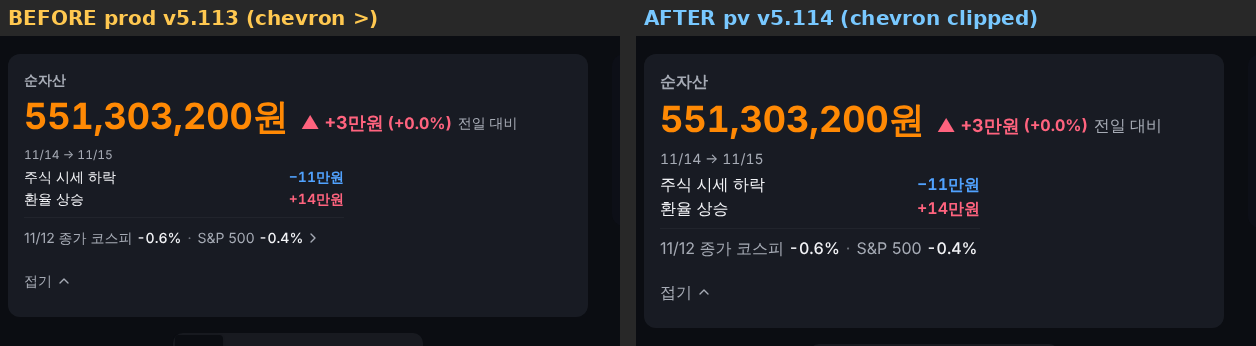 BEFORE prod v5.113 (chevron >)
순자산
551,303,200원 ▲ +3만원 (+0.0%) 전일 대비
11/14 → 11/15
주식 시세 하락 −11만원
환율 상승 +14만원
11/12 종가 코스피 -0.6% · S&P 500 -0.4% >
접기
AFTER pv v5.114 (chevron clipped)
순자산
551,303,200원 ▲ +3만원 (+0.0%) 전일 대비
11/14 → 11/15
주식 시세 하락 −11만원
환율 상승 +14만원
11/12 종가 코스피 -0.6% · S&P 500 -0.4%
접기